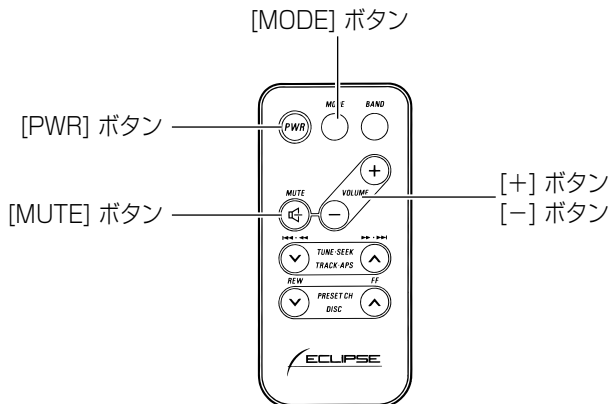 [MODE] ボタン
[PWR] ボタン
MODE BAND
PWR
+
[＋] ボタン
[－] ボタン
[MUTE] ボタン
MUTE VOLUME
−
TUNE·SEEK
TRACK·APS
REW FF
PRESET CH
DISC
ECLIPSE